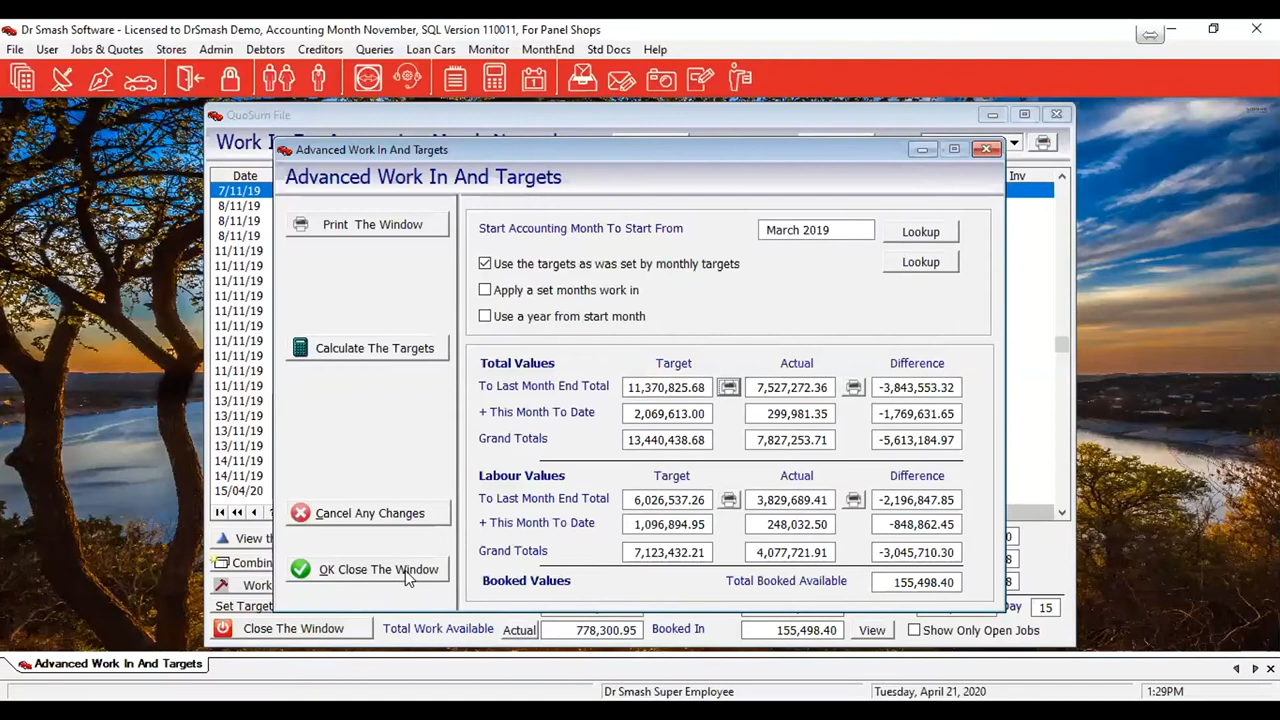 Dr Smash Software - Licensed to DrSmash Demo, Accounting Month November, SQL Version 110011, For Panel Shops
File User Jobs & Quotes Stores Admin Debtors Creditors Queries Loan Cars Monitor MonthEnd Std Docs Help
QuoSum File
Advanced Work In And Targets
Advanced Work In And Targets
Date
Inv
7/11/19
8/11/19
8/11/19
8/11/19
11/11/19
11/11/19
11/11/19
11/11/19
11/11/19
11/11/19
11/11/19
11/11/19
11/11/19
11/11/19
13/11/19
13/11/19
13/11/19
13/11/19
14/11/19
14/11/19
15/04/20
Print The Window
Calculate The Targets
Cancel Any Changes
OK Close The Window
Start Accounting Month To Start From March 2019 Lookup
Use the targets as was set by monthly targets Lookup
Apply a set months work in
Use a year from start month
Total Values Target Actual Difference
To Last Month End Total 11,370,825.68 7,527,272.36 -3,843,553.32
+ This Month To Date 2,069,613.00 299,981.35 -1,769,631.65
Grand Totals 13,440,438.68 7,827,253.71 -5,613,184.97
Labour Values Target Actual Difference
To Last Month End Total 6,026,537.26 3,829,689.41 -2,196,847.85
+ This Month To Date 1,096,894.95 248,032.50 -848,862.45
Grand Totals 7,123,432.21 4,077,721.91 -3,045,710.30
Booked Values Total Booked Available 155,498.40
View th
Combin
Work
Set Target
Day 15
Close The Window Total Work Available Actual 778,300.95 Booked In 155,498.40 View Show Only Open Jobs
Advanced Work In And Targets
Dr Smash Super Employee Tuesday, April 21, 2020 1:29PM